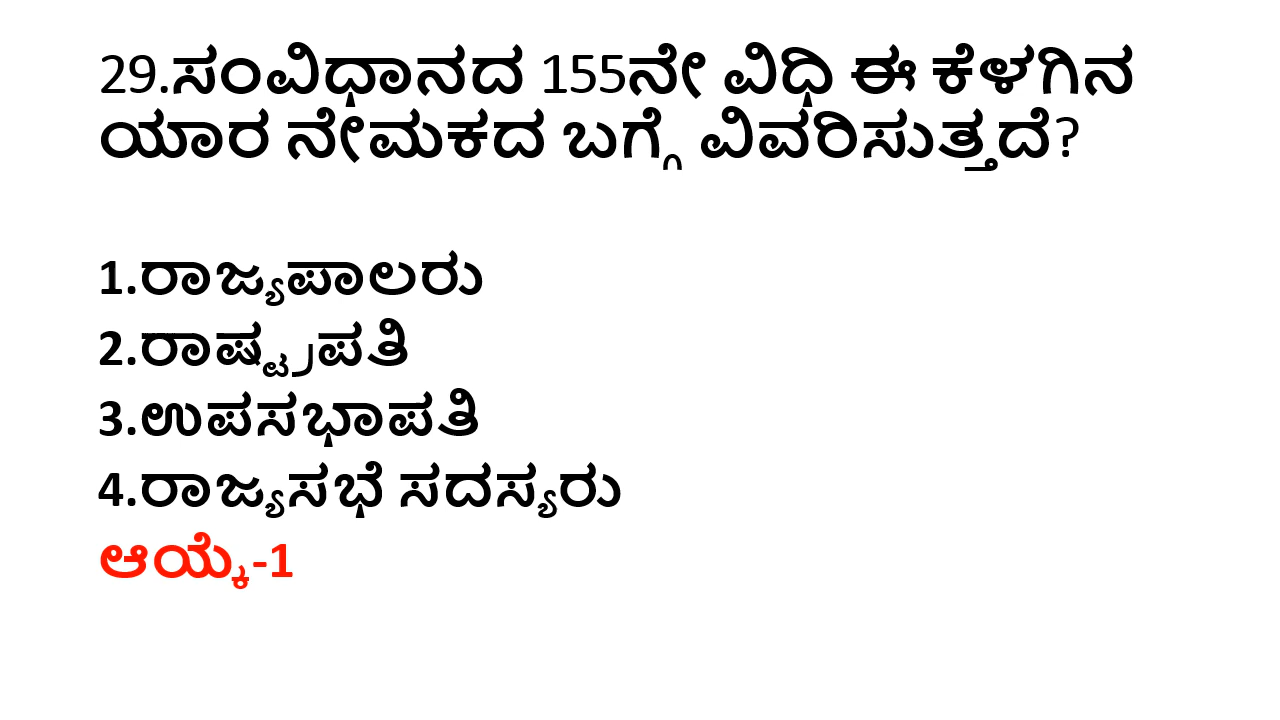 29.ಸಂವಿಧಾನದ 155ನೇ ವಿಧಿ ಈ ಕೆಳಗಿನ
ಯಾರ ನೇಮಕದ ಬಗ್ಗೆ ವಿವರಿಸುತ್ತದೆ?
1.ರಾಜ್ಯಪಾಲರು
2.ರಾಷ್ಟ್ರಪತಿ
3.ಉಪಸಭಾಪತಿ
4.ರಾಜ್ಯಸಭೆ ಸದಸ್ಯರು
ಆಯ್ಕೆ-1